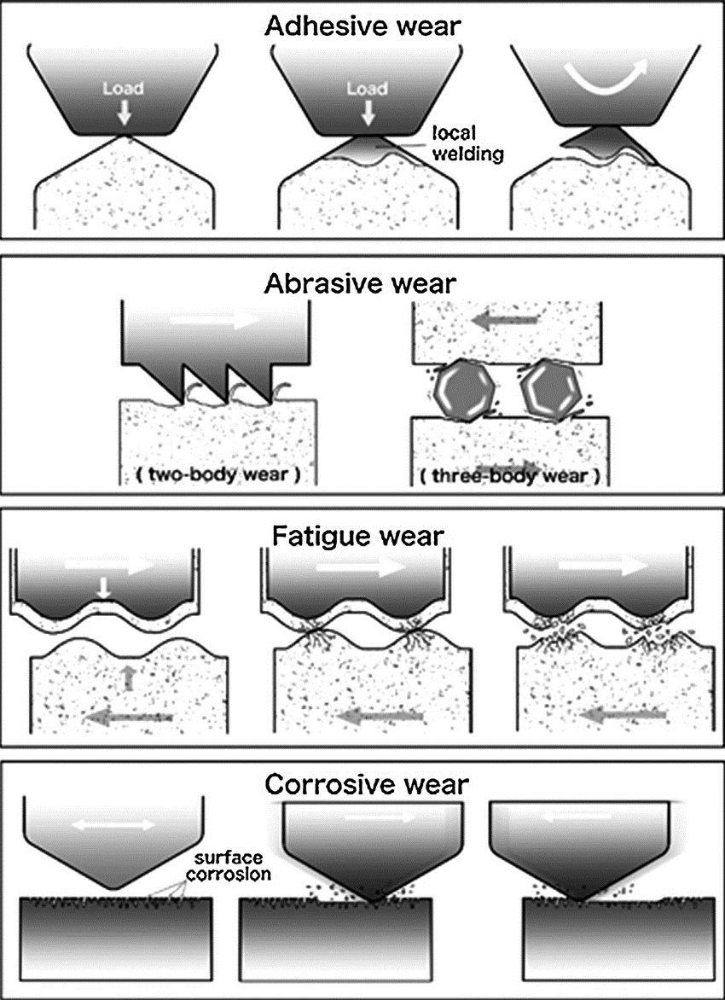 Adhesive wear
Load
Load
local
welding
Abrasive wear
( two-body wear )
( three-body wear )
Fatigue wear
Corrosive wear
surface
corrosion